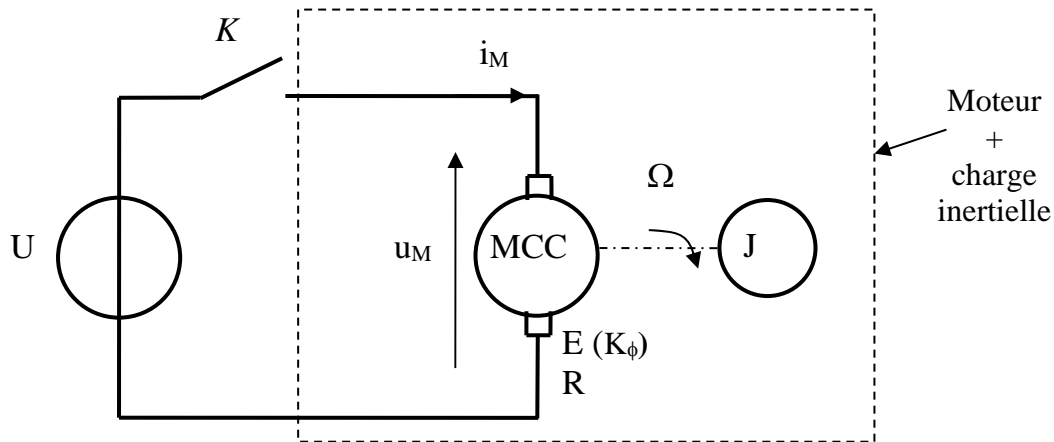 K
i_M
Moteur
+
charge
inertielle
Ω
U
u_M
MCC
J
E (K_ϕ)
R